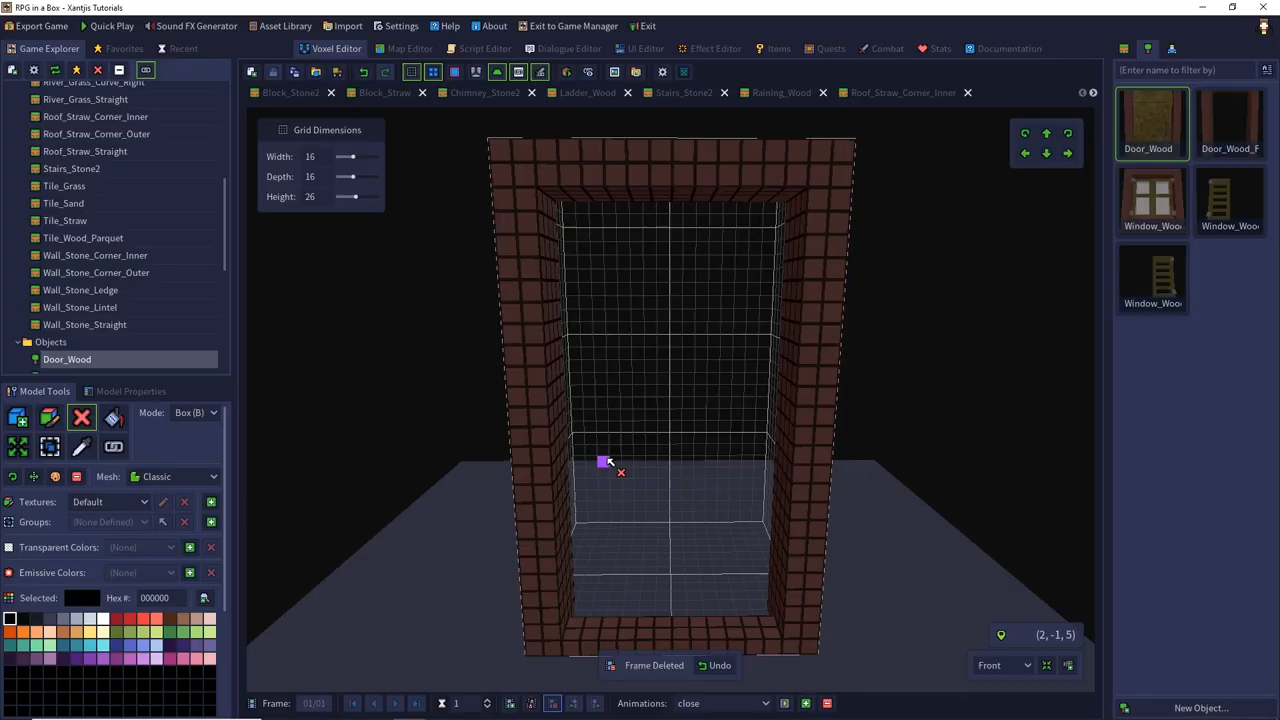 RPG in a Box — Xantjis Tutorials
Export Game Quick Play Sound FX Generator Asset Library Import Settings Help About Exit to Game Manager Exit
Game Explorer Favorites Recent Voxel Editor Map Editor Script Editor Dialogue Editor UI Editor Effect Editor Items Quests Combat Stats Documentation
(Enter name to filter by)
Block_Stone2 Block_Straw Chimney_Stone2 Ladder_Wood Stairs_Stone2 Raining_Wood Roof_Straw_Corner_Inner
River_Grass_Curve_Right
River_Grass_Straight
Roof_Straw_Corner_Inner
Roof_Straw_Corner_Outer
Roof_Straw_Straight
Stairs_Stone2
Tile_Grass
Tile_Sand
Tile_Straw
Tile_Wood_Parquet
Wall_Stone_Corner_Inner
Wall_Stone_Corner_Outer
Wall_Stone_Ledge
Wall_Stone_Lintel
Wall_Stone_Straight
Objects
Door_Wood
Grid Dimensions
Width: 16
Depth: 16
Height: 26
Door_Wood Door_Wood_F
Window_Woo Window_Woo
Window_Woo
Model Tools Model Properties
Mode: Box (B)
Mesh: Classic
Textures: Default
Groups: (None Defined)
Transparent Colors: (None)
Emissive Colors: (None)
Selected: Hex #: 000000
(2, -1, 5)
Front
Frame Deleted Undo
Frame: 01/01 1 Animations: close
New Object...